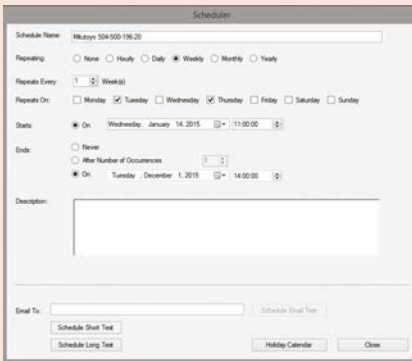 Scheduler
Schedule Name: Mitutoyo 504-500-196-20
Repeating: None Hourly Daily Weekly Monthly Yearly
Repeats Every: 1 Week(s)
Repeats On: Monday Tuesday Wednesday Thursday Friday Saturday Sunday
Starts: On Wednesday, January 14, 2015 11:00:00
Ends: Never
After Number of Occurrences 1
On Tuesday , December 1, 2015 14:00:00
Description:
Email To: Schedule Email Test
Schedule Short Test
Schedule Long Test Holiday Calendar Close